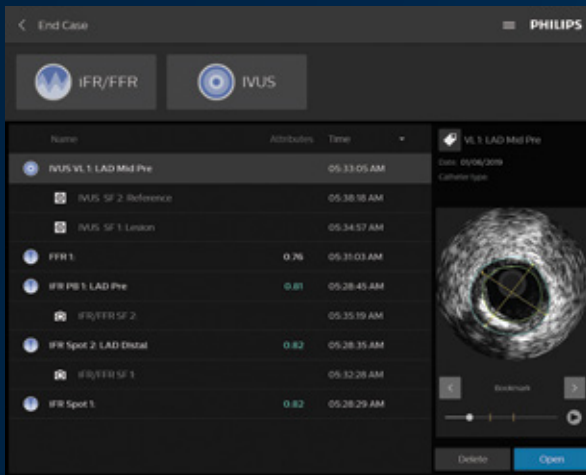 End Case
PHILIPS
iFR/FFR
IVUS
Name Attributes Time
IVUS VL 1: LAD Mid Pre 05:33:05 AM
IVUS SF 2: Reference 05:38:18 AM
IVUS SF 1: Lesion 05:34:57 AM
FFR 1: 0.76 05:31:03 AM
iFR PB 1: LAD Pre 0.81 05:28:45 AM
iFR/FFR SF 2: 05:35:19 AM
iFR Spot 2: LAD Distal 0.82 05:28:35 AM
iFR/FFR SF 1: 05:32:28 AM
iFR Spot 1: 0.82 05:28:29 AM
VL 1: LAD Mid Pre
Date: 01/06/2019
Catheter type:
Bookmark
Delete
Open